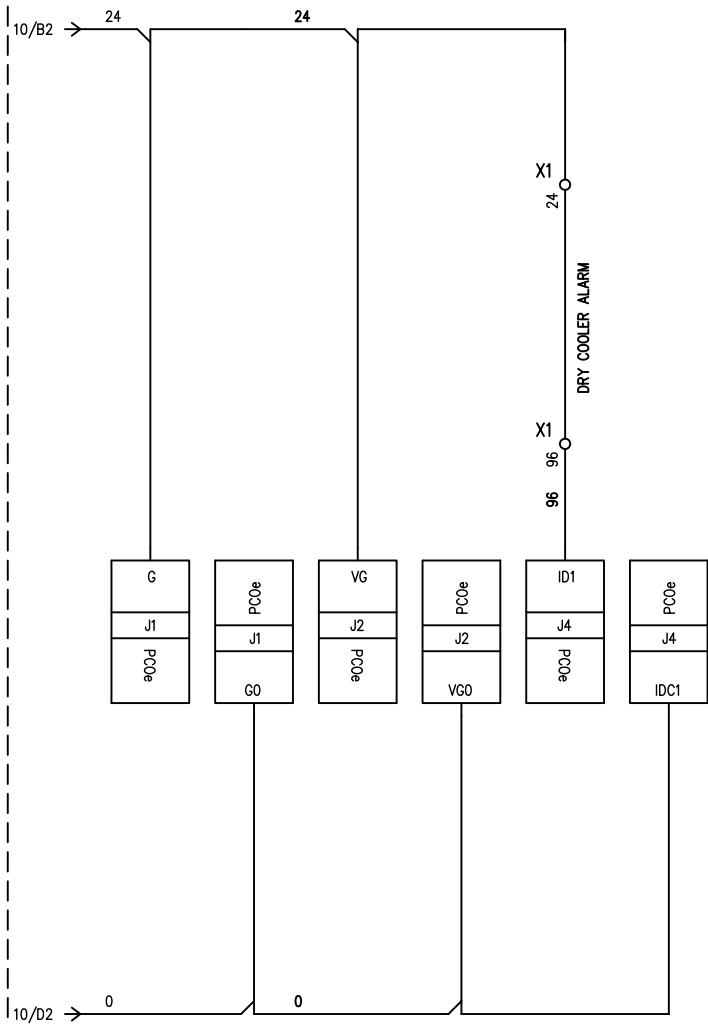 24
24
10/B2
X1
24
DRY COOLER ALARM
X1
96
96
G
PCOe
VG
PCOe
ID1
PCOe
J1
J1
J2
J2
J4
J4
PCOe
G0
PCOe
VG0
PCOe
IDC1
0
0
10/D2